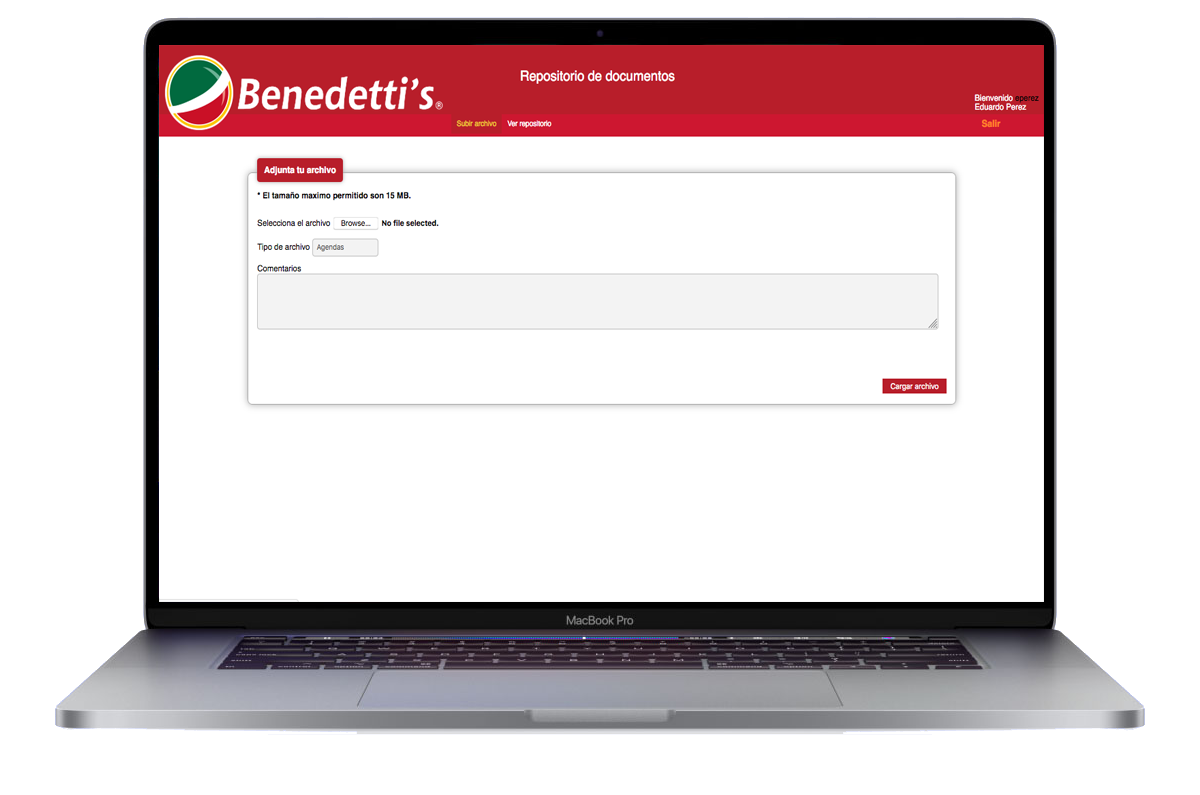 Benedetti's®
Repositorio de documentos
Bienvenido eperez
Eduardo Perez
Subir archivo Ver repositorio
Salir
Adjunta tu archivo
* El tamaño maximo permitido son 15 MB.
Selecciona el archivo Browse... No file selected.
Tipo de archivo Agendas
Comentarios
Cargar archivo
MacBook Pro